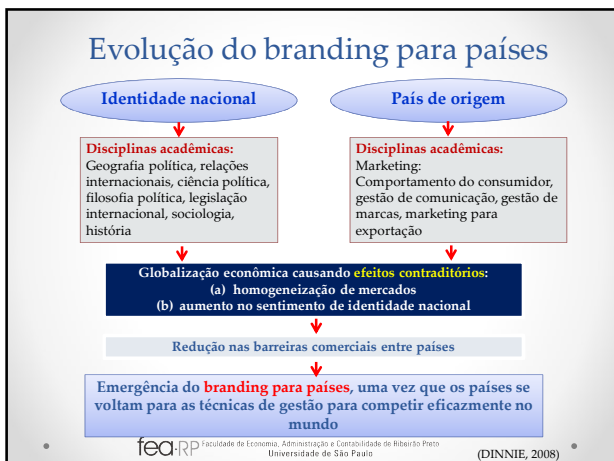 Evolução do branding para países
Identidade nacional
País de origem
Disciplinas acadêmicas:
Geografia política, relações
internacionais, ciência política,
filosofia política, legislação
internacional, sociologia,
história
Disciplinas acadêmicas:
Marketing:
Comportamento do consumidor,
gestão de comunicação, gestão de
marcas, marketing para
exportação
Globalização econômica causando efeitos contraditórios:
(a) homogeneização de mercados
(b) aumento no sentimento de identidade nacional
Redução nas barreiras comerciais entre países
Emergência do branding para países, uma vez que os países se
voltam para as técnicas de gestão para competir eficazmente no
mundo
fea-RP Faculdade de Economia, Administração e Contabilidade de Ribeirão Preto
Universidade de São Paulo
(DINNIE, 2008)